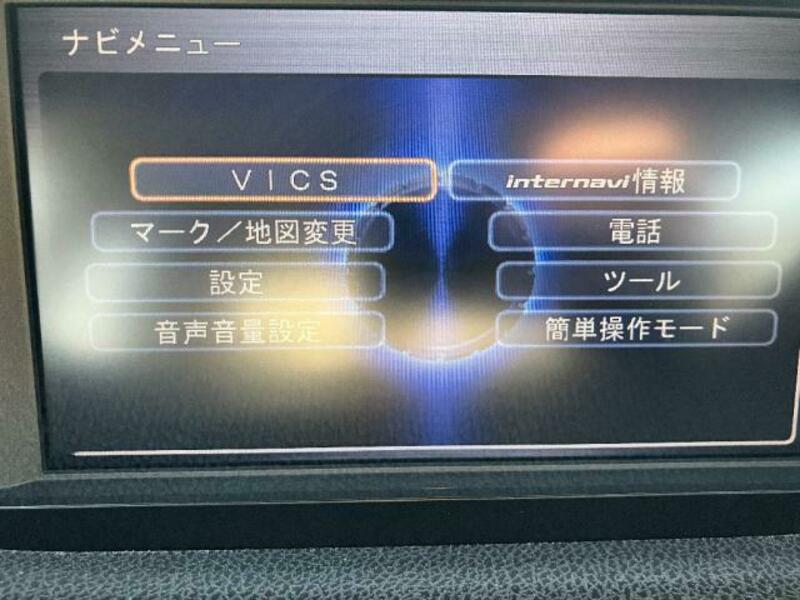 ナビメニュー
ＶＩＣＳ
internavi情報
マーク／地図変更
電話
設定
ツール
音声音量設定
簡単操作モード